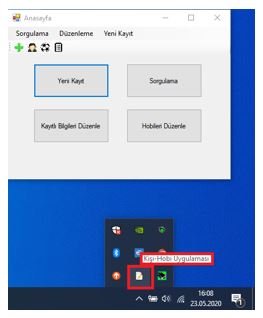 Anasayfa
Sorgulama Düzenleme Yeni Kayıt
Yeni Kayıt
Sorgulama
Kayıtlı Bilgileri Düzenle
Hobileri Düzenle
Kişi-Hobi Uygulaması
16:08
23.05.2020
1